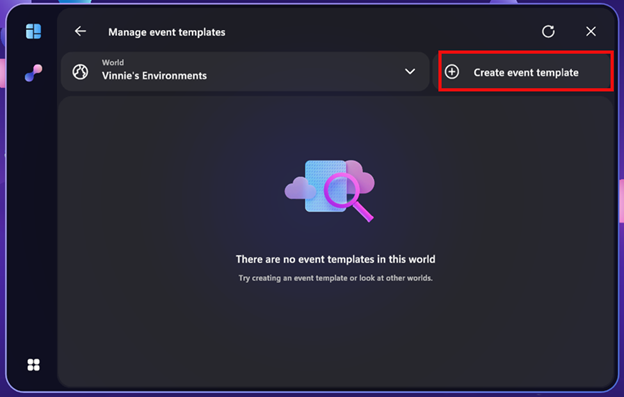 Manage event templates
World
Vinnie's Environments
Create event template
There are no event templates in this world
Try creating an event template or look at other worlds.